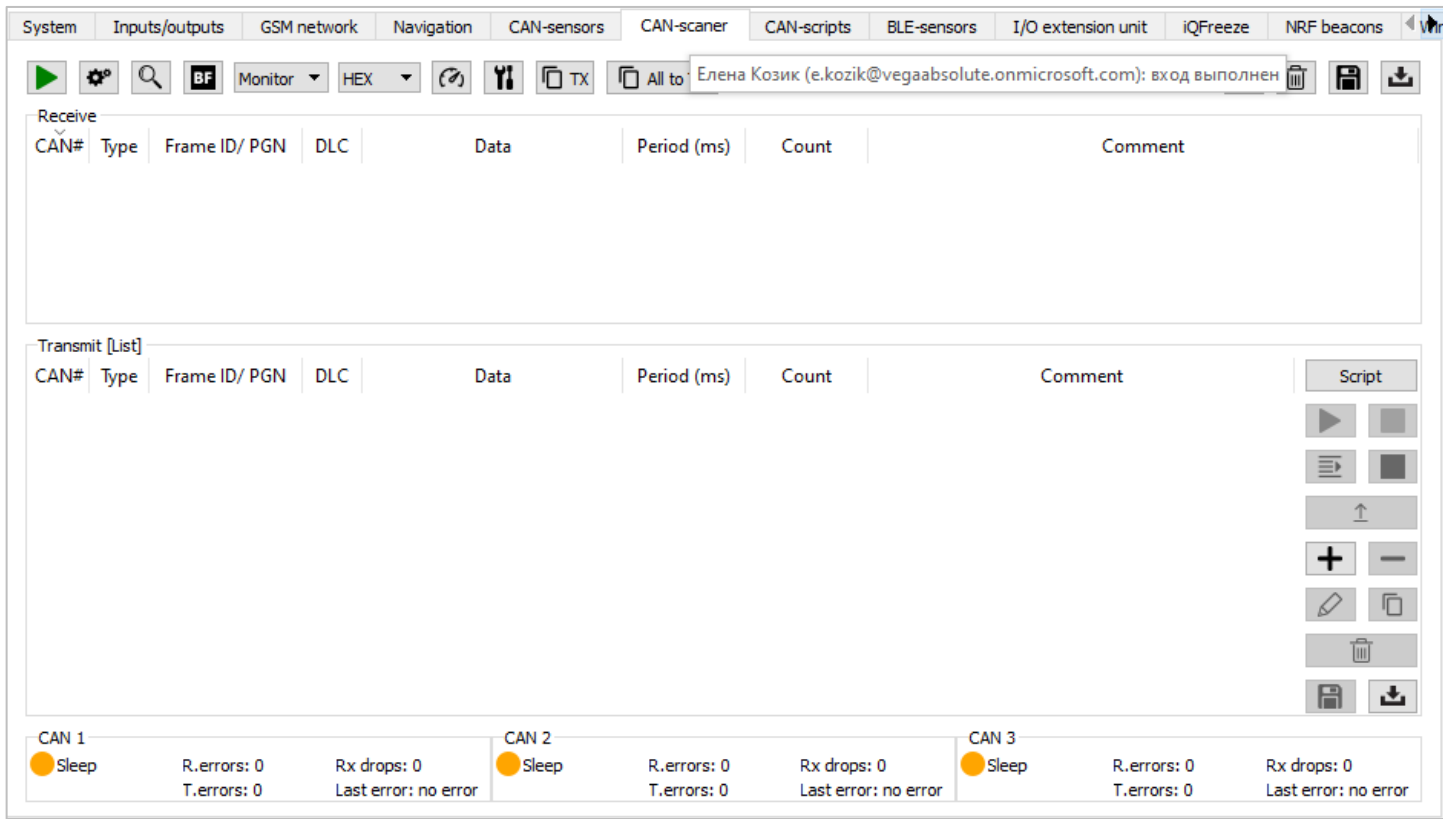 System Inputs/outputs GSM network Navigation CAN-sensors CAN-scaner CAN-scripts BLE-sensors I/O extension unit iQFreeze NRF beacons
BF Monitor HEX TX All to Елена Козик (e.kozik@vegaabsolute.onmicrosoft.com): вход выполнен
Receive
CAN# Type Frame ID/ PGN DLC Data Period (ms) Count Comment
Transmit [List]
CAN# Type Frame ID/ PGN DLC Data Period (ms) Count Comment Script
CAN 1 CAN 2 CAN 3
Sleep R.errors: 0 Rx drops: 0 Sleep R.errors: 0 Rx drops: 0 Sleep R.errors: 0 Rx drops: 0
T.errors: 0 Last error: no error T.errors: 0 Last error: no error T.errors: 0 Last error: no error